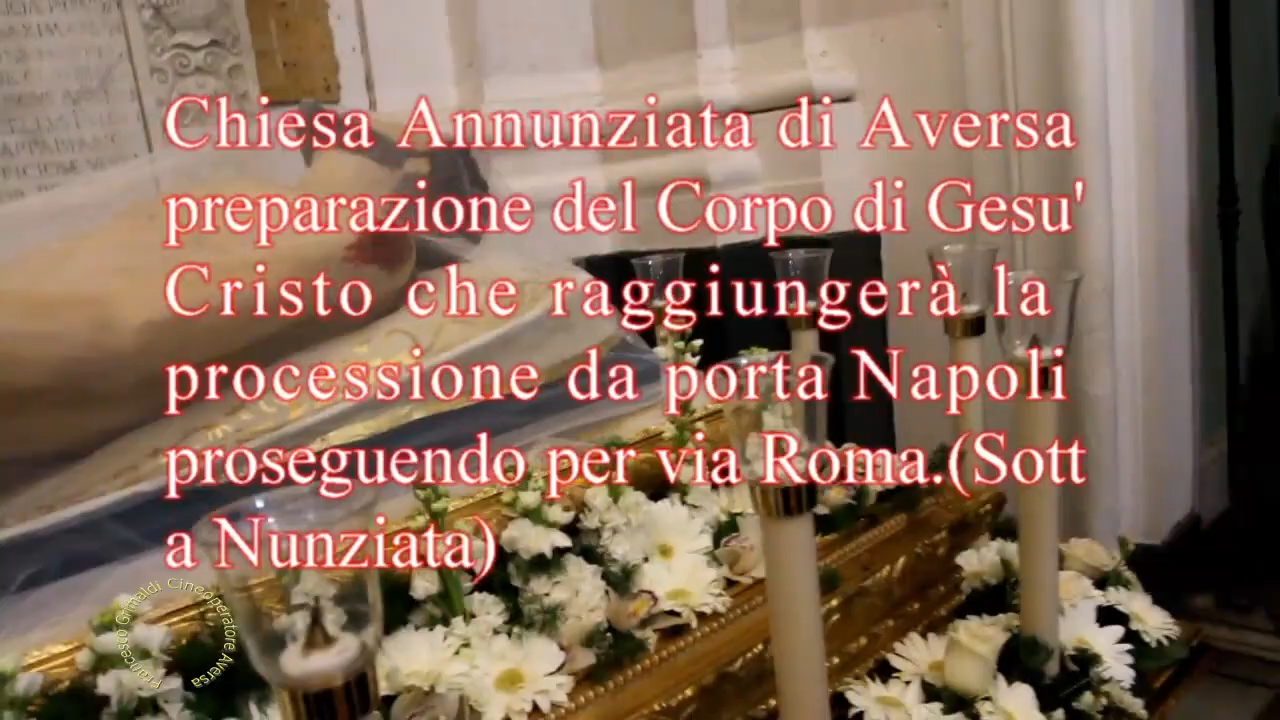 Chiesa Annunziata di Aversa
preparazione del Corpo di Gesu'
Cristo che raggiungerà la
processione da porta Napoli
proseguendo per via Roma.(Sott
a Nunziata)
Francesco Grimaldi Cineoperatore Aversa